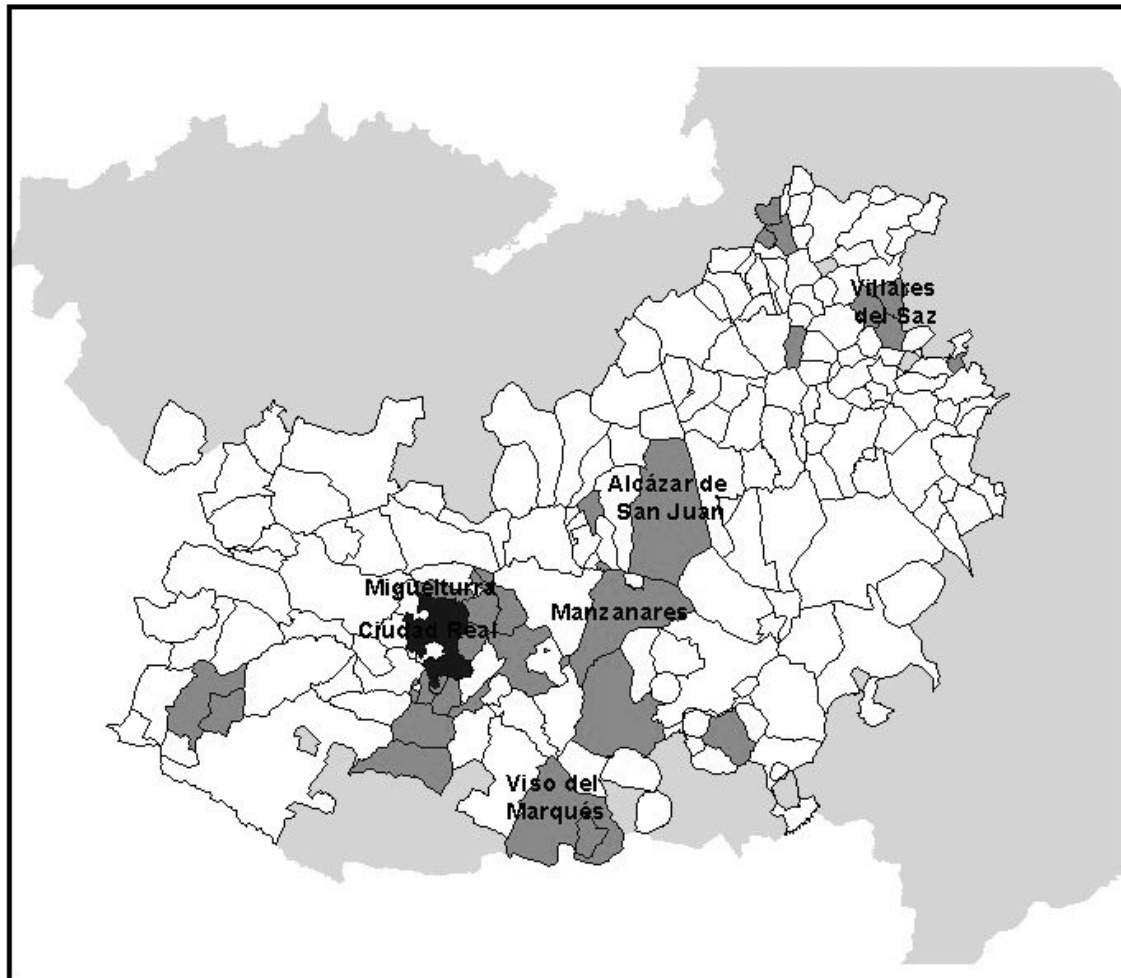 Villares
del Saz
Alcázar de
San Juan
Miguelturra
Manzanares
Ciudad Real
Viso del
Marqués